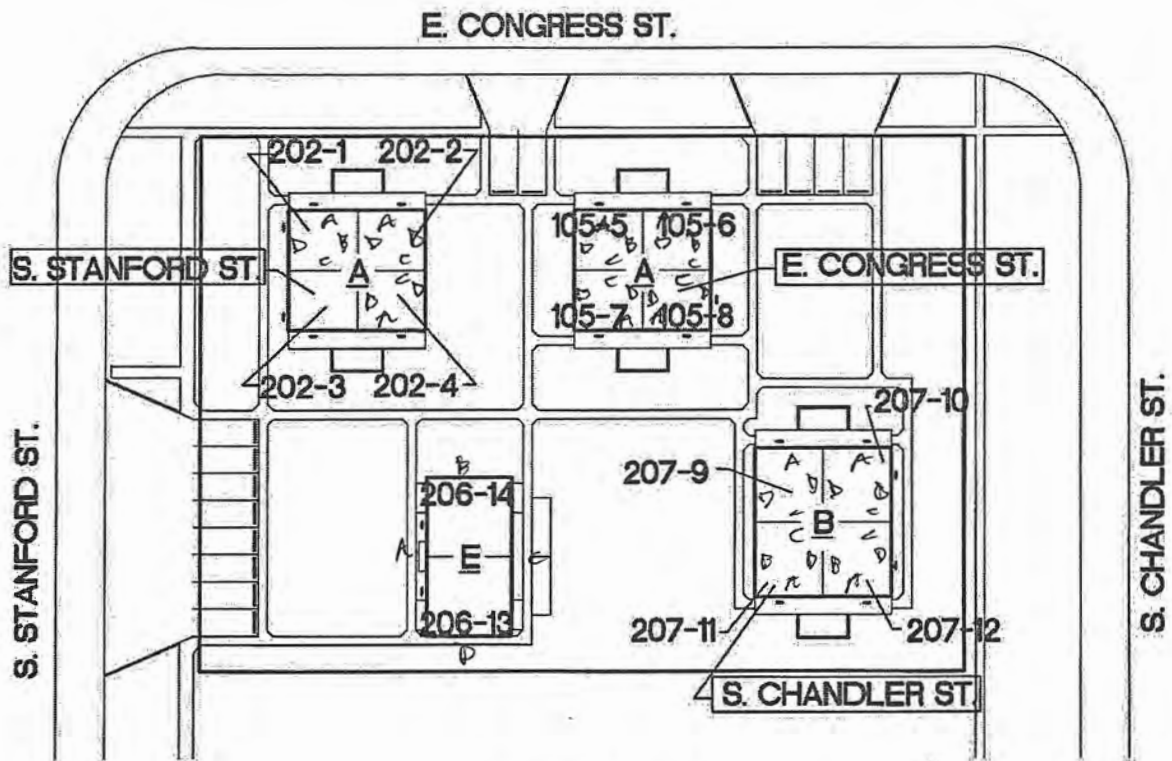 E. CONGRESS ST.
202-1 202-2
105-5 105-6
S. STANFORD ST.
A
A
E. CONGRESS ST.
105-7 105-8
202-3 202-4
207-10
S. STANFORD ST.
S. CHANDLER ST.
207-9
206-14
B
E
206-13
207-11 207-12
S. CHANDLER ST.